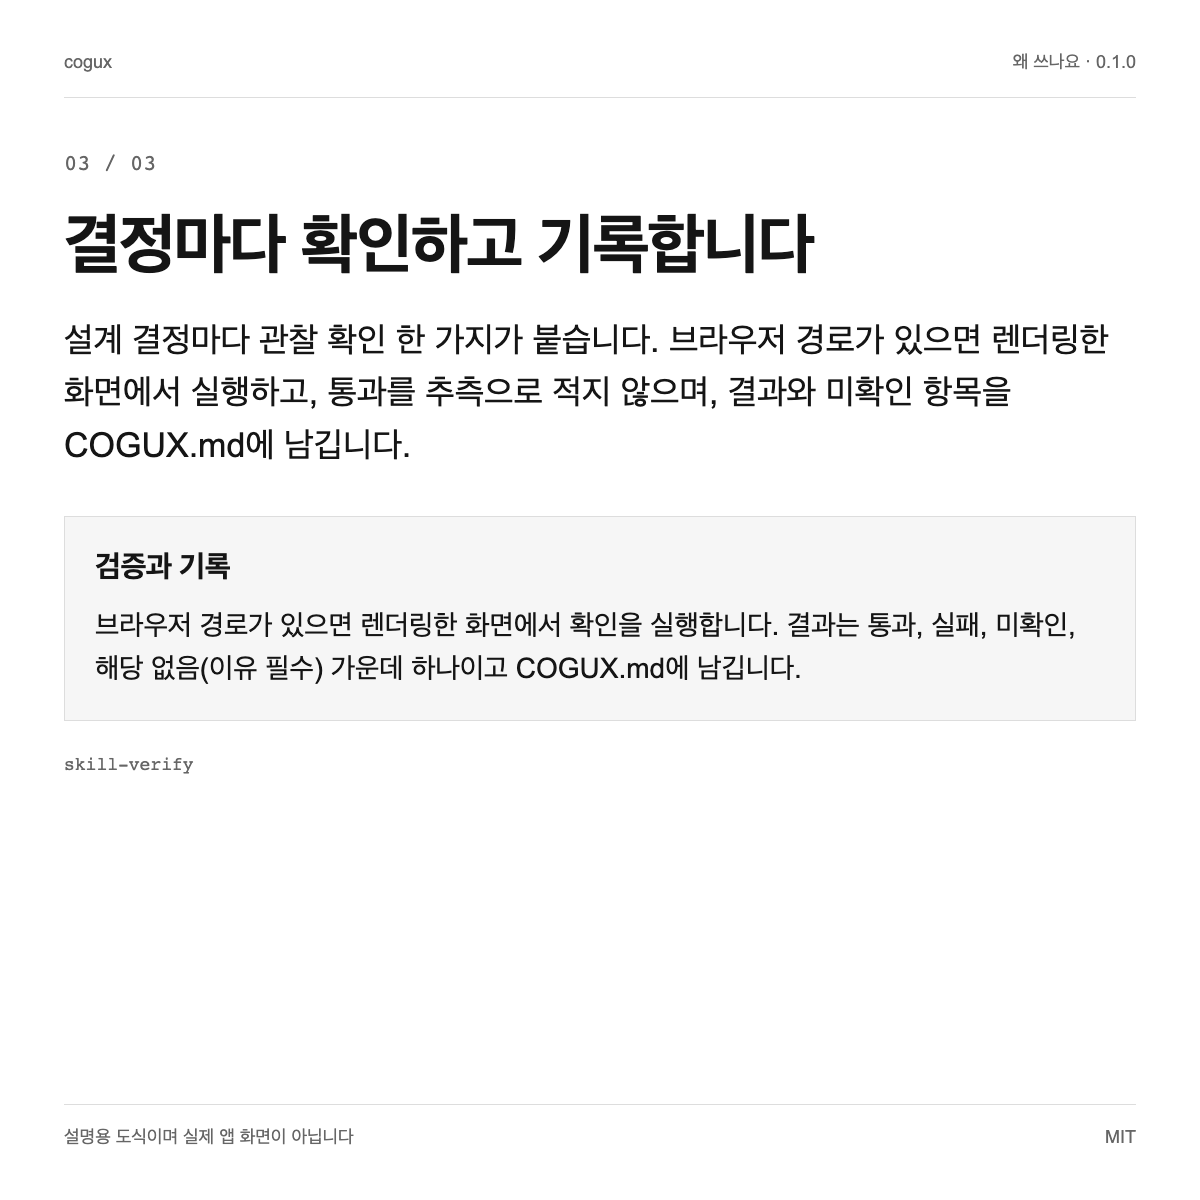 cogux
왜 쓰나요 · 0.1.0
03 / 03
결정마다 확인하고 기록합니다
설계 결정마다 관찰 확인 한 가지가 붙습니다. 브라우저 경로가 있으면 렌더링한
화면에서 실행하고, 통과를 추측으로 적지 않으며, 결과와 미확인 항목을
COGUX.md에 남깁니다.
검증과 기록
브라우저 경로가 있으면 렌더링한 화면에서 확인을 실행합니다. 결과는 통과, 실패, 미확인,
해당 없음(이유 필수) 가운데 하나이고 COGUX.md에 남깁니다.
skill-verify
설명용 도식이며 실제 앱 화면이 아닙니다
MIT